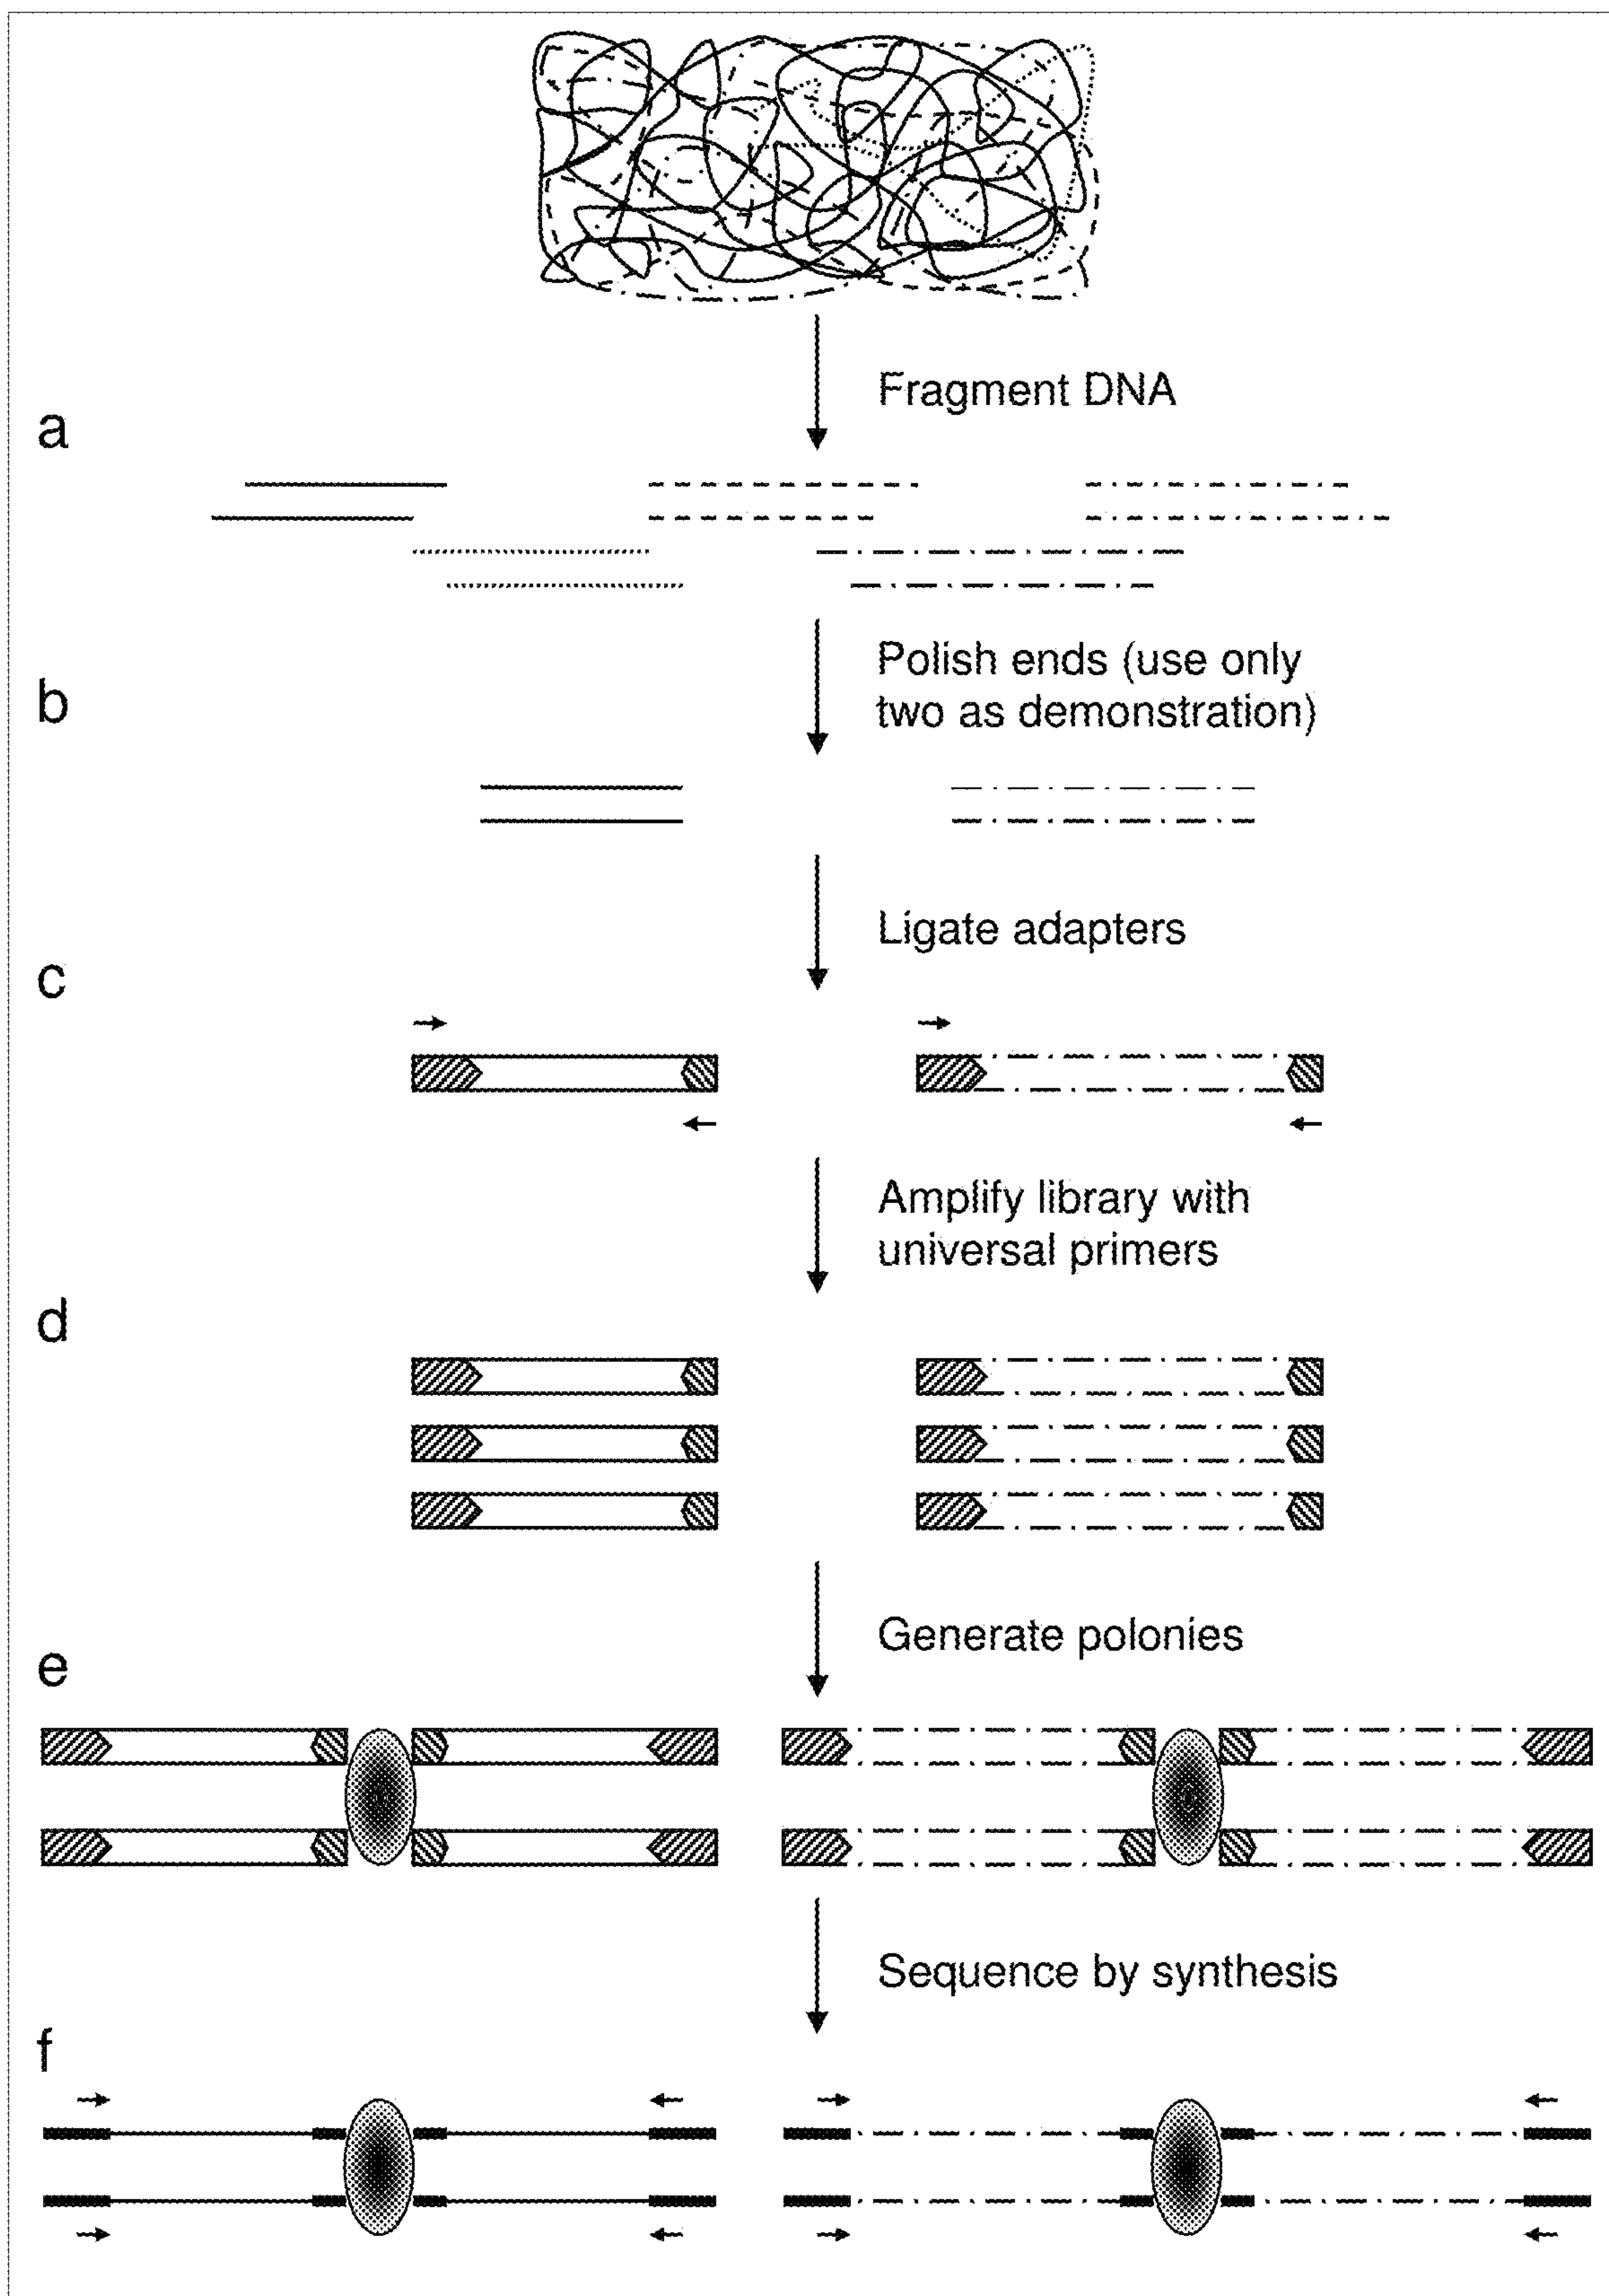 Fragment DNA
a
Polish ends (use only
two as demonstration)
b
Ligate adapters
c
Amplify library with
universal primers
d
Generate polonies
e
Sequence by synthesis
f